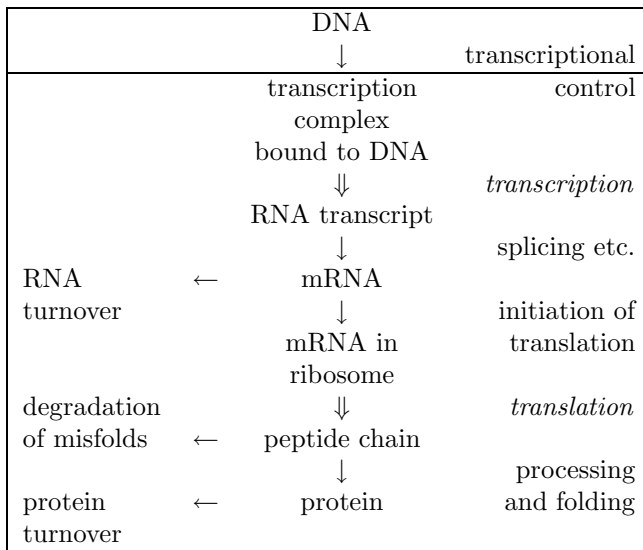 DNA
↓ transcriptional
transcription control
complex
bound to DNA
⇓ transcription
RNA transcript
↓ splicing etc.
RNA ← mRNA
turnover ↓ initiation of
mRNA in translation
ribosome
degradation ⇓ translation
of misfolds ← peptide chain
↓ processing
protein ← protein and folding
turnover